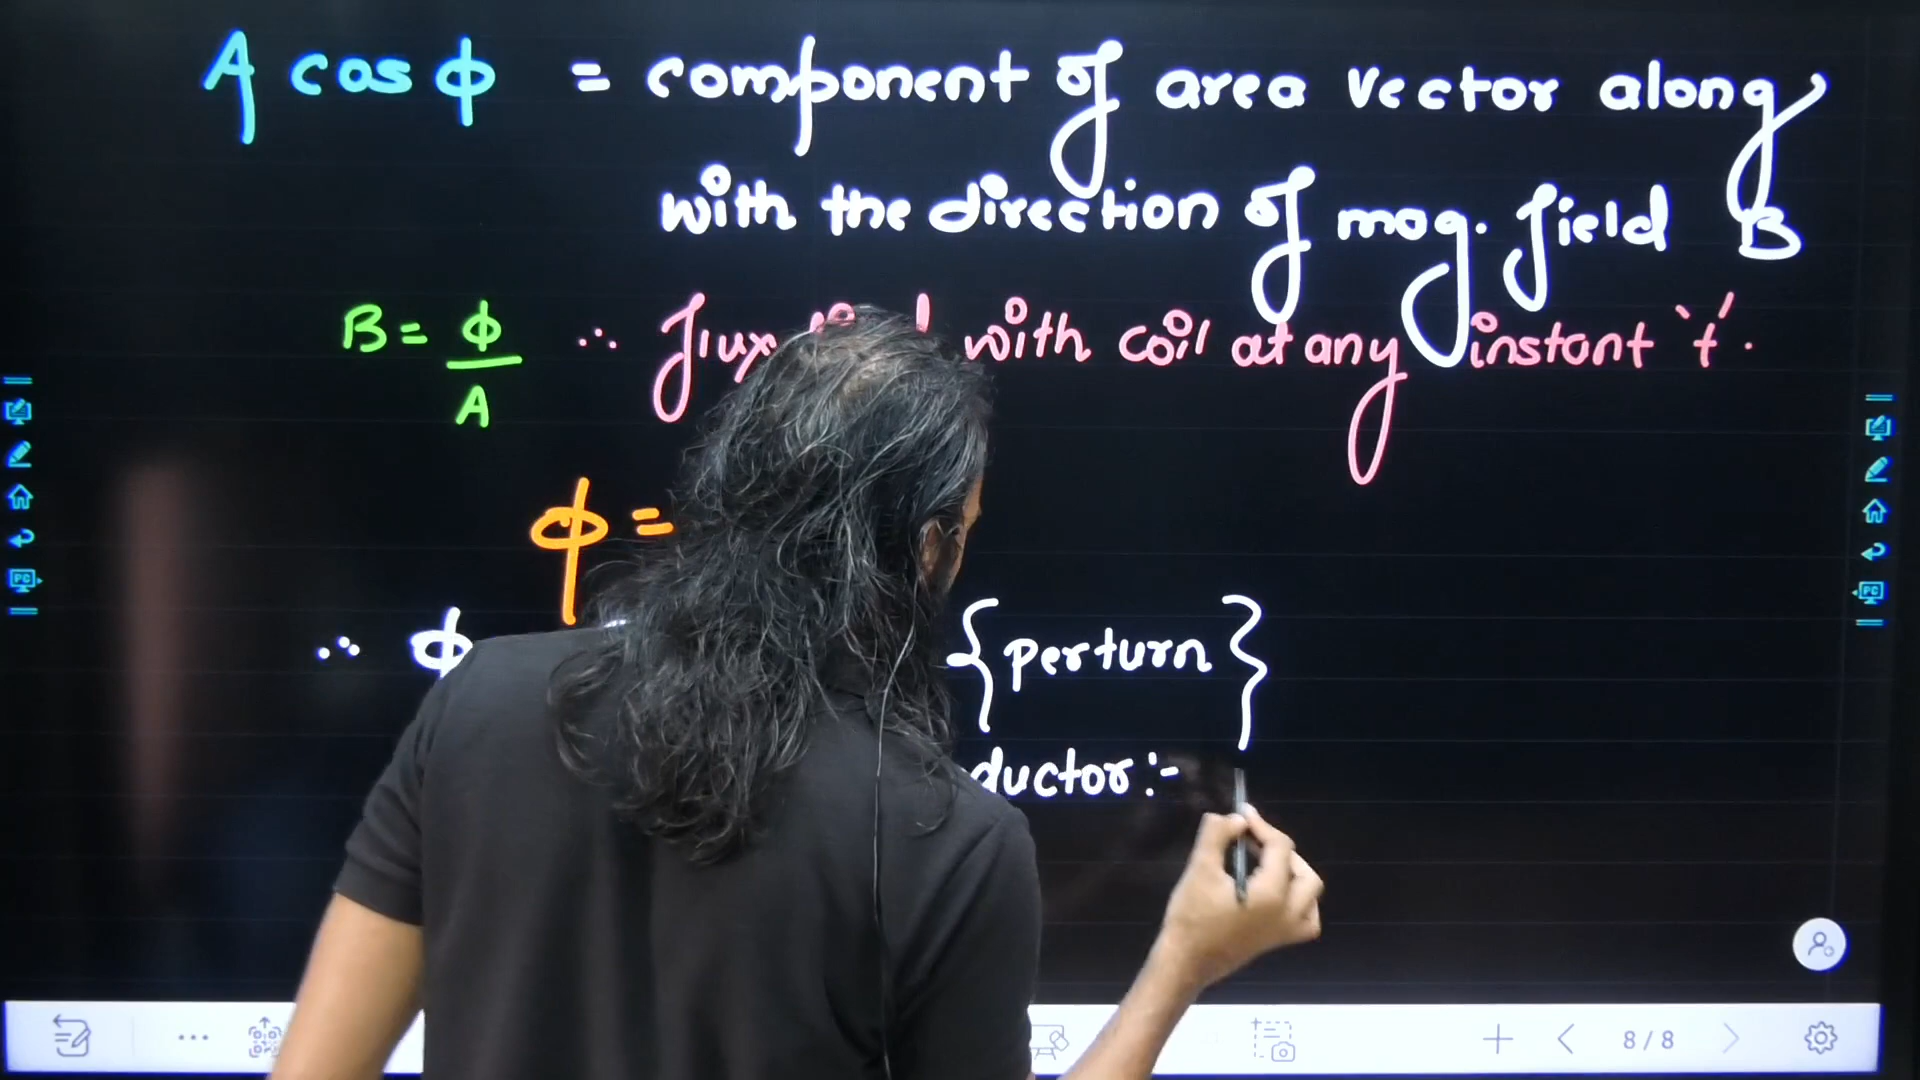 A cos ϕ = component of area vector along
with the direction of mag. field B
B = ϕ/A ∴ flux with coil at any instant 't'.
ϕ =
∴ ϕ {perturn}
ductor :-
8/8